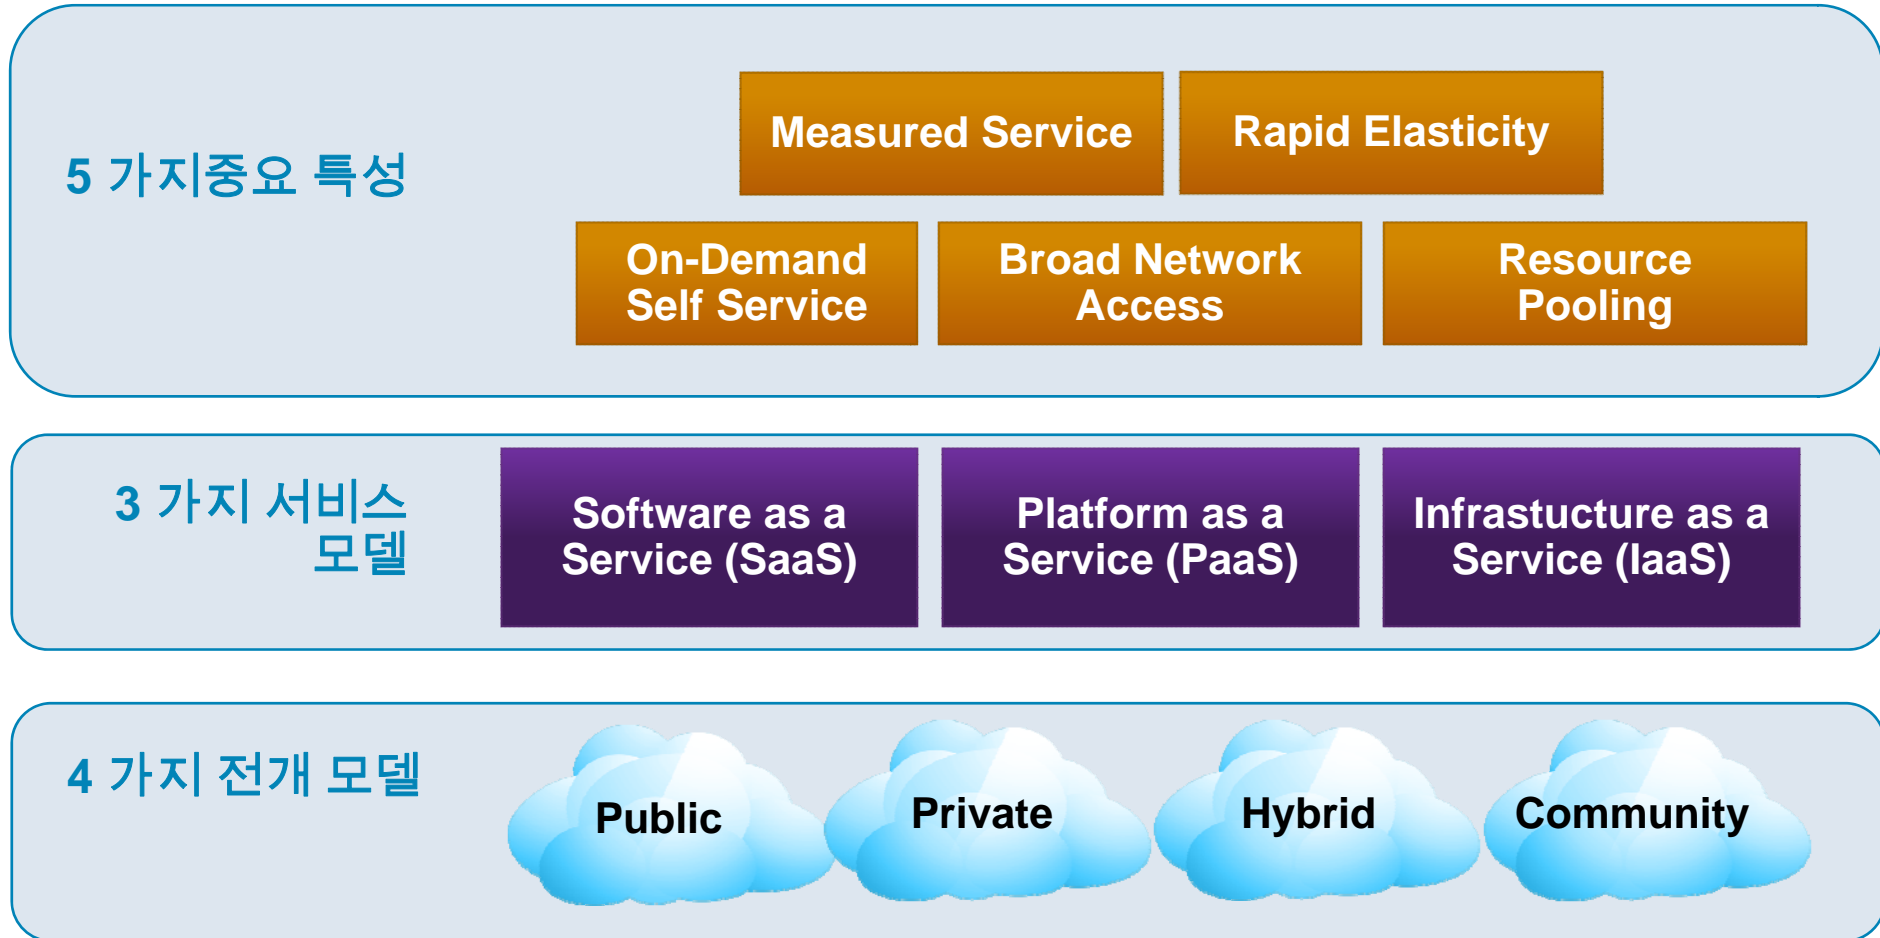 5 가지중요 특성
Measured Service
Rapid Elasticity
On-Demand
Self Service
Broad Network
Access
Resource
Pooling
3 가지 서비스
모델
Software as a
Service (SaaS)
Platform as a
Service (PaaS)
Infrastucture as a
Service (IaaS)
4 가지 전개 모델
Public
Private
Hybrid
Community